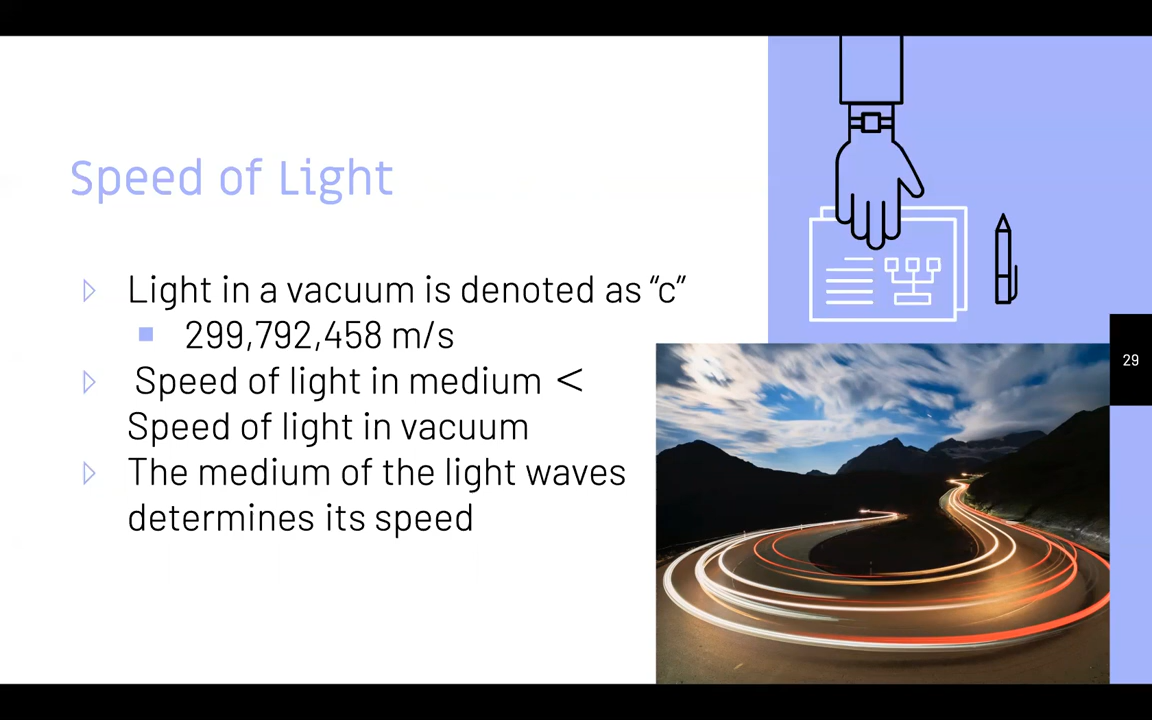 Speed of Light
Light in a vacuum is denoted as “c”
299,792,458 m/s
Speed of light in medium <
Speed of light in vacuum
The medium of the light waves
determines its speed
29